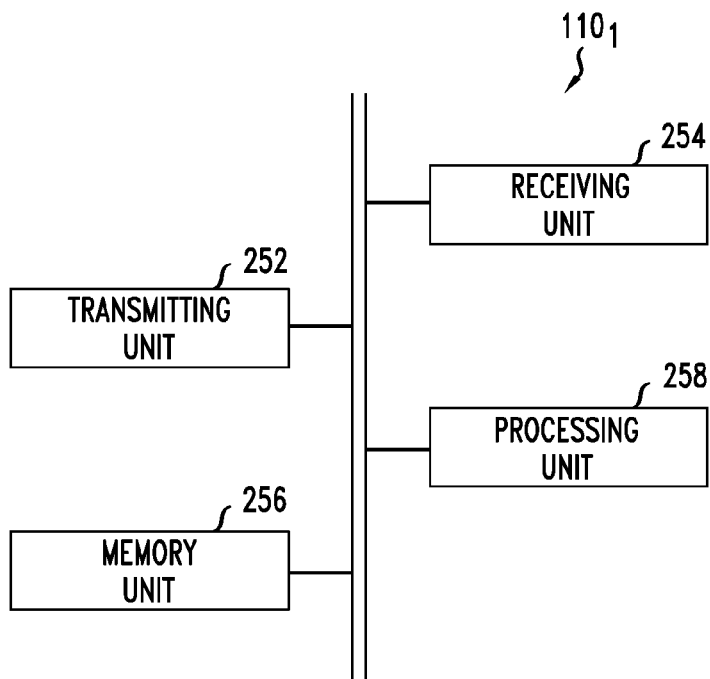 110₁
254
RECEIVING
UNIT
252
TRANSMITTING
UNIT
258
PROCESSING
UNIT
256
MEMORY
UNIT